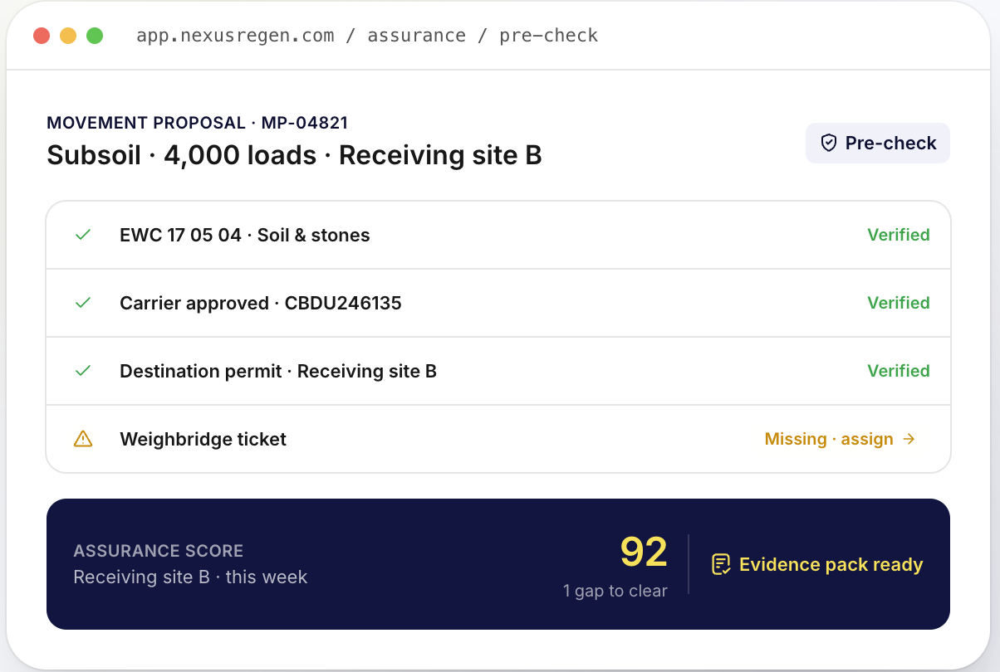 app.nexusregen.com / assurance / pre-check
MOVEMENT PROPOSAL · MP-04821
Subsoil · 4,000 loads · Receiving site B
Pre-check
EWC 17 05 04 · Soil & stones
Verified
Carrier approved · CBDU246135
Verified
Destination permit · Receiving site B
Verified
Weighbridge ticket
Missing · assign →
ASSURANCE SCORE
Receiving site B · this week
92
1 gap to clear
Evidence pack ready